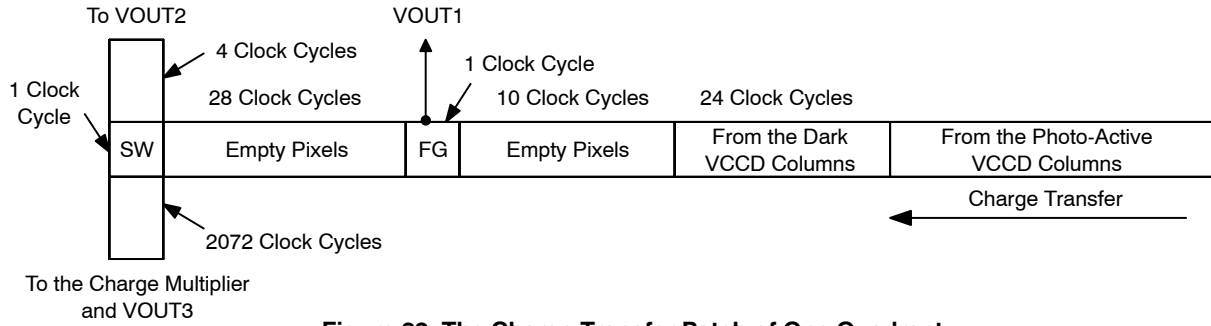 To VOUT2
VOUT1
4 Clock Cycles
1 Clock Cycle
1 Clock
Cycle
28 Clock Cycles
10 Clock Cycles
24 Clock Cycles
SW
Empty Pixels
FG
Empty Pixels
From the Dark
VCCD Columns
From the Photo-Active
VCCD Columns
Charge Transfer
2072 Clock Cycles
To the Charge Multiplier
and VOUT3